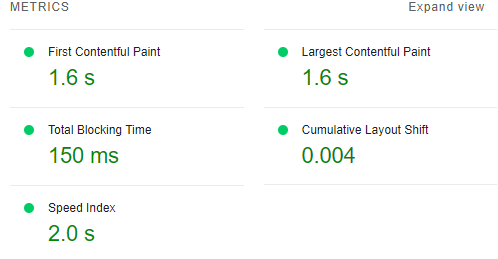 METRICS Expand view
First Contentful Paint
1.6 s
Largest Contentful Paint
1.6 s
Total Blocking Time
150 ms
Cumulative Layout Shift
0.004
Speed Index
2.0 s